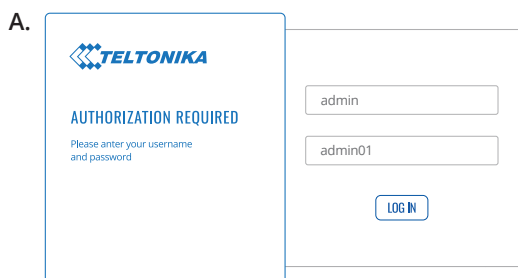 A.
TELTONIKA
AUTHORIZATION REQUIRED
Please anter your username
and password
admin
admin01
LOG IN